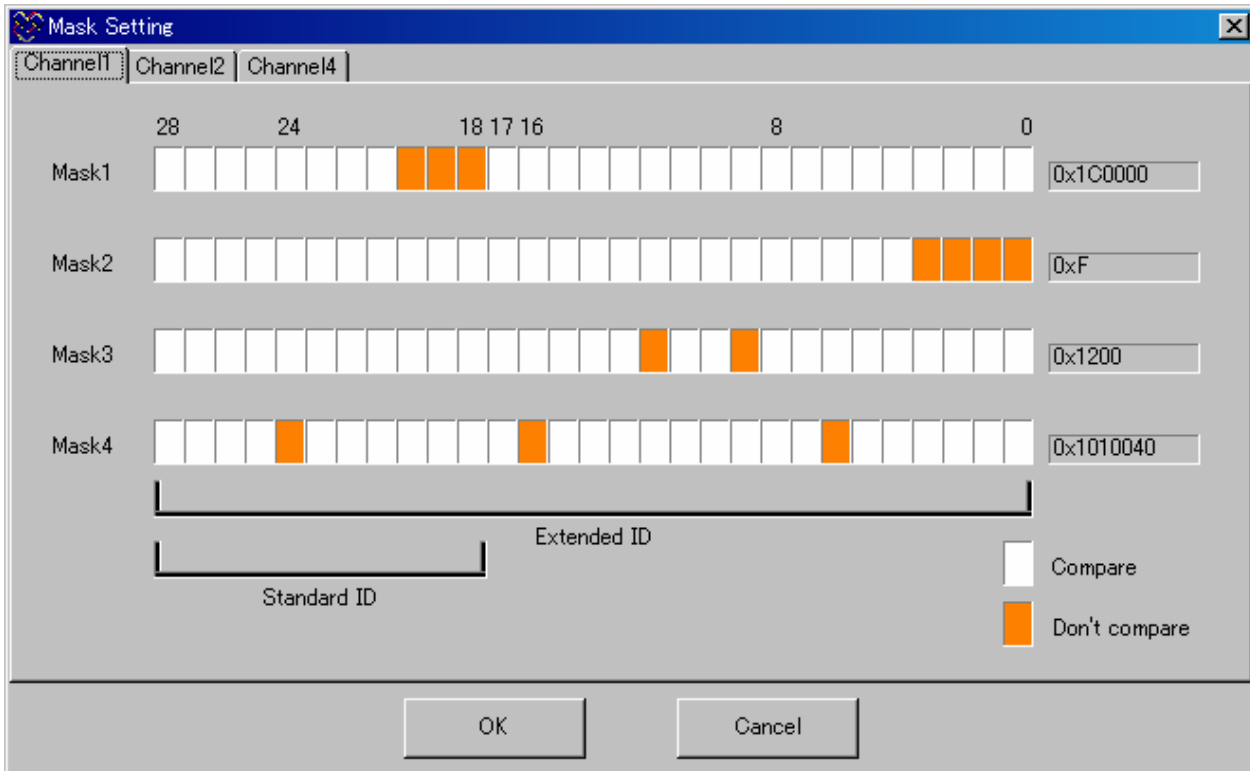 Mask Setting
Channel1 Channel2 Channel4
28 24 18 17 16 8 0
Mask1 0x1C0000
Mask2 0xF
Mask3 0x1200
Mask4 0x1010040
Extended ID
Standard ID
Compare
Don't compare
OK Cancel